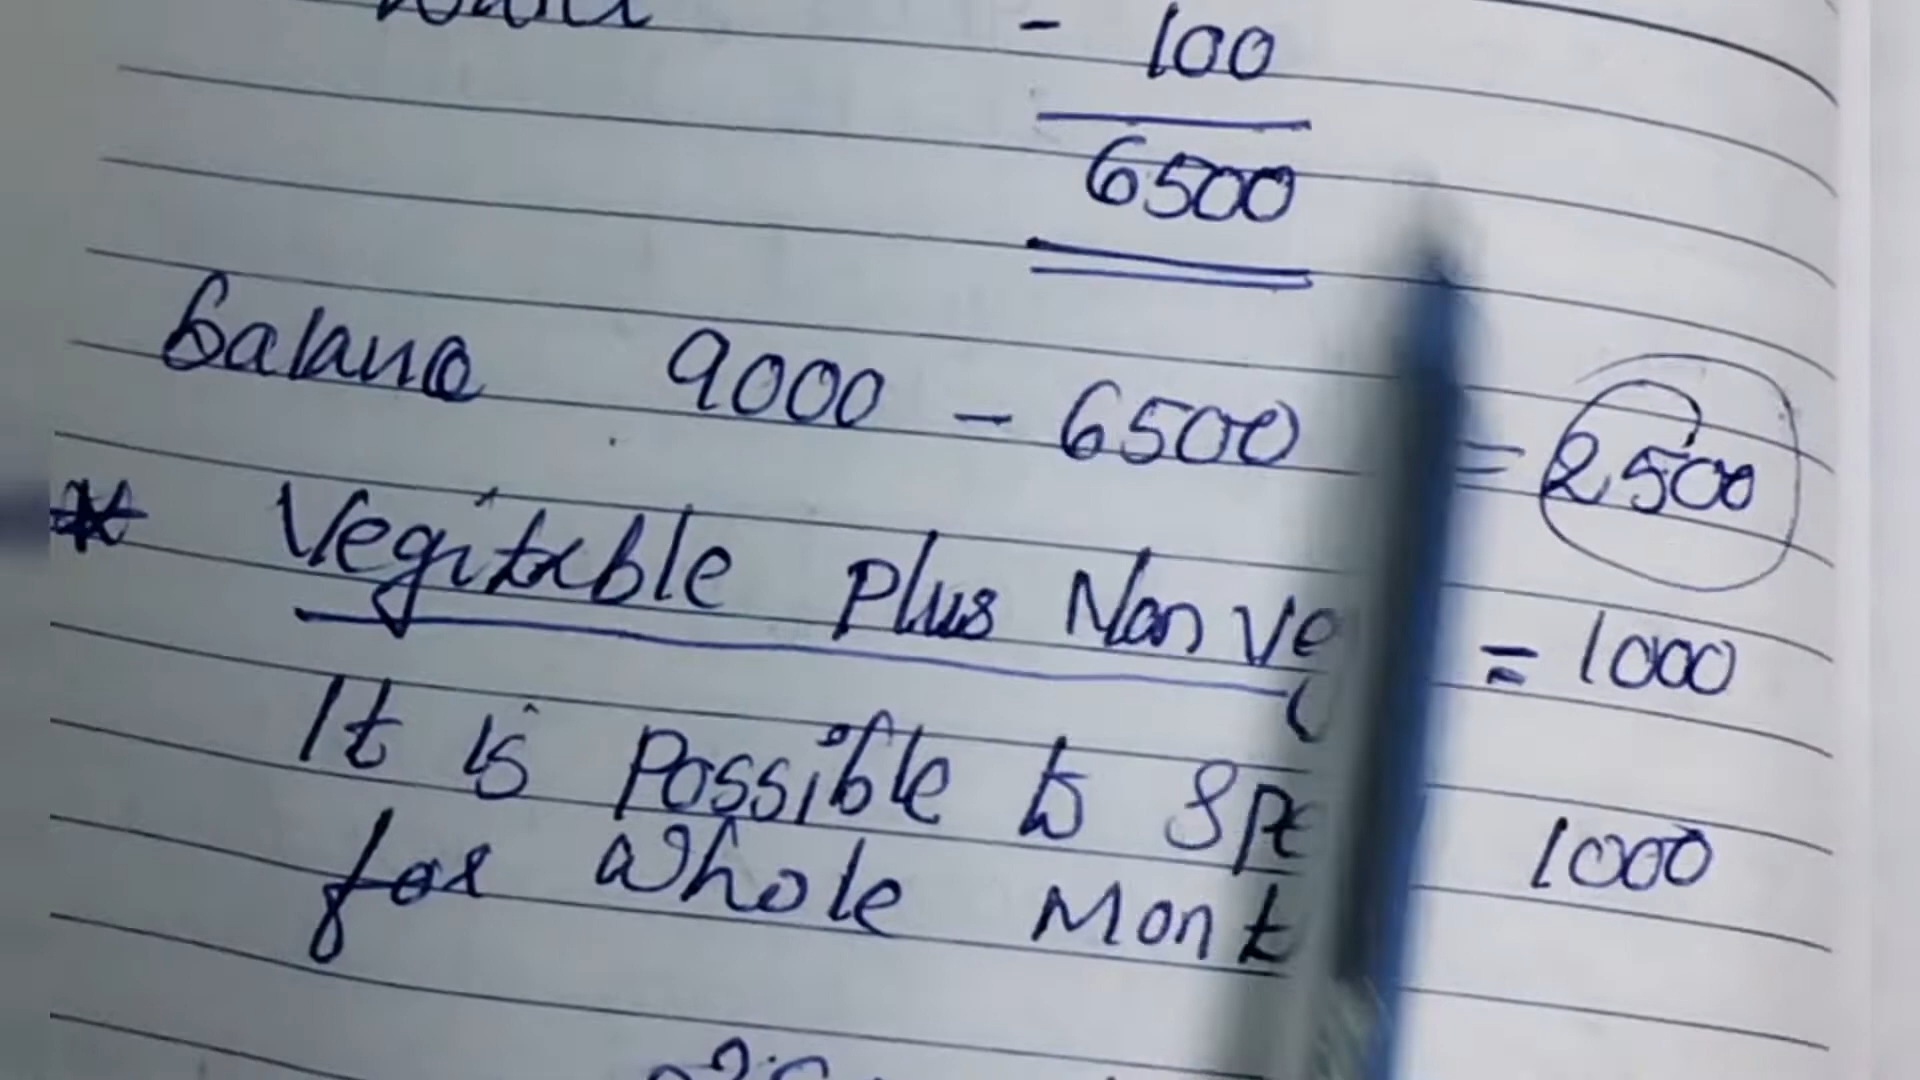 - 100
6500
Balance 9000 - 6500 = 2500
* Vegitable Plus Non Ve = 1000
It is Possible to Spe 1000
for Whole Mont